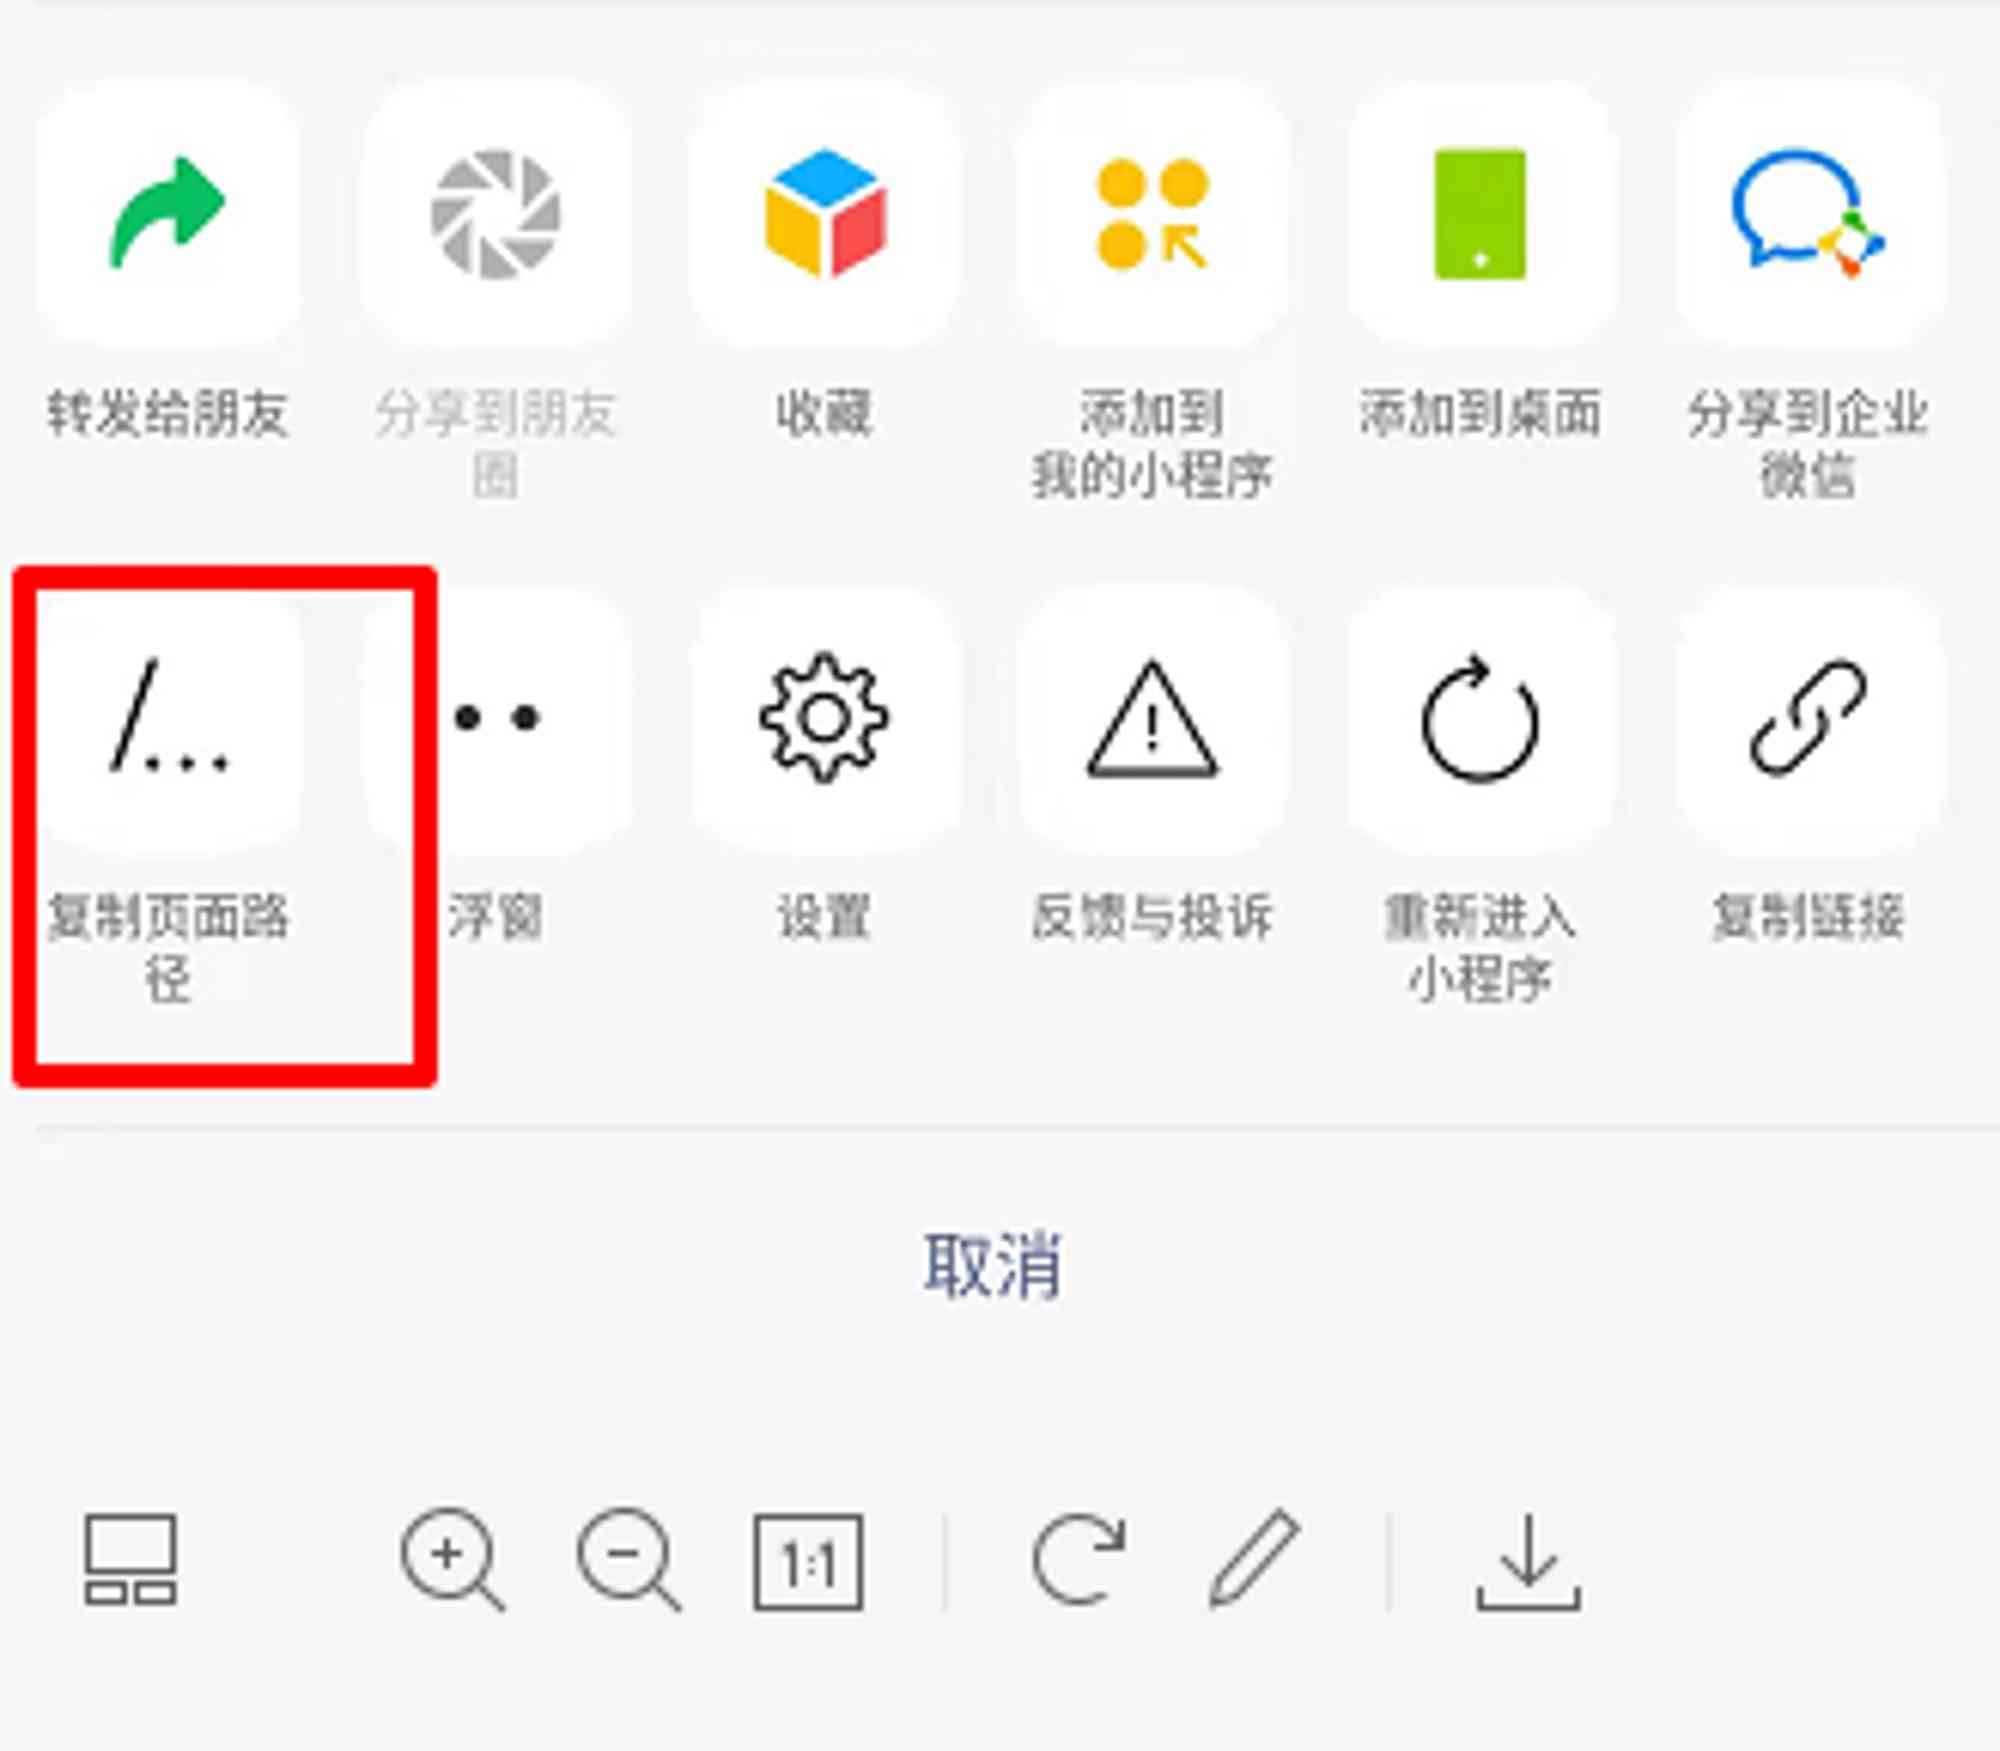 转发给朋友
分享到朋友
圈
收藏
添加到
我的小程序
添加到桌面
分享到企业
微信
/...
复制页面路
径
浮窗
设置
反馈与投诉
重新进入
小程序
复制链接
取消
1:1